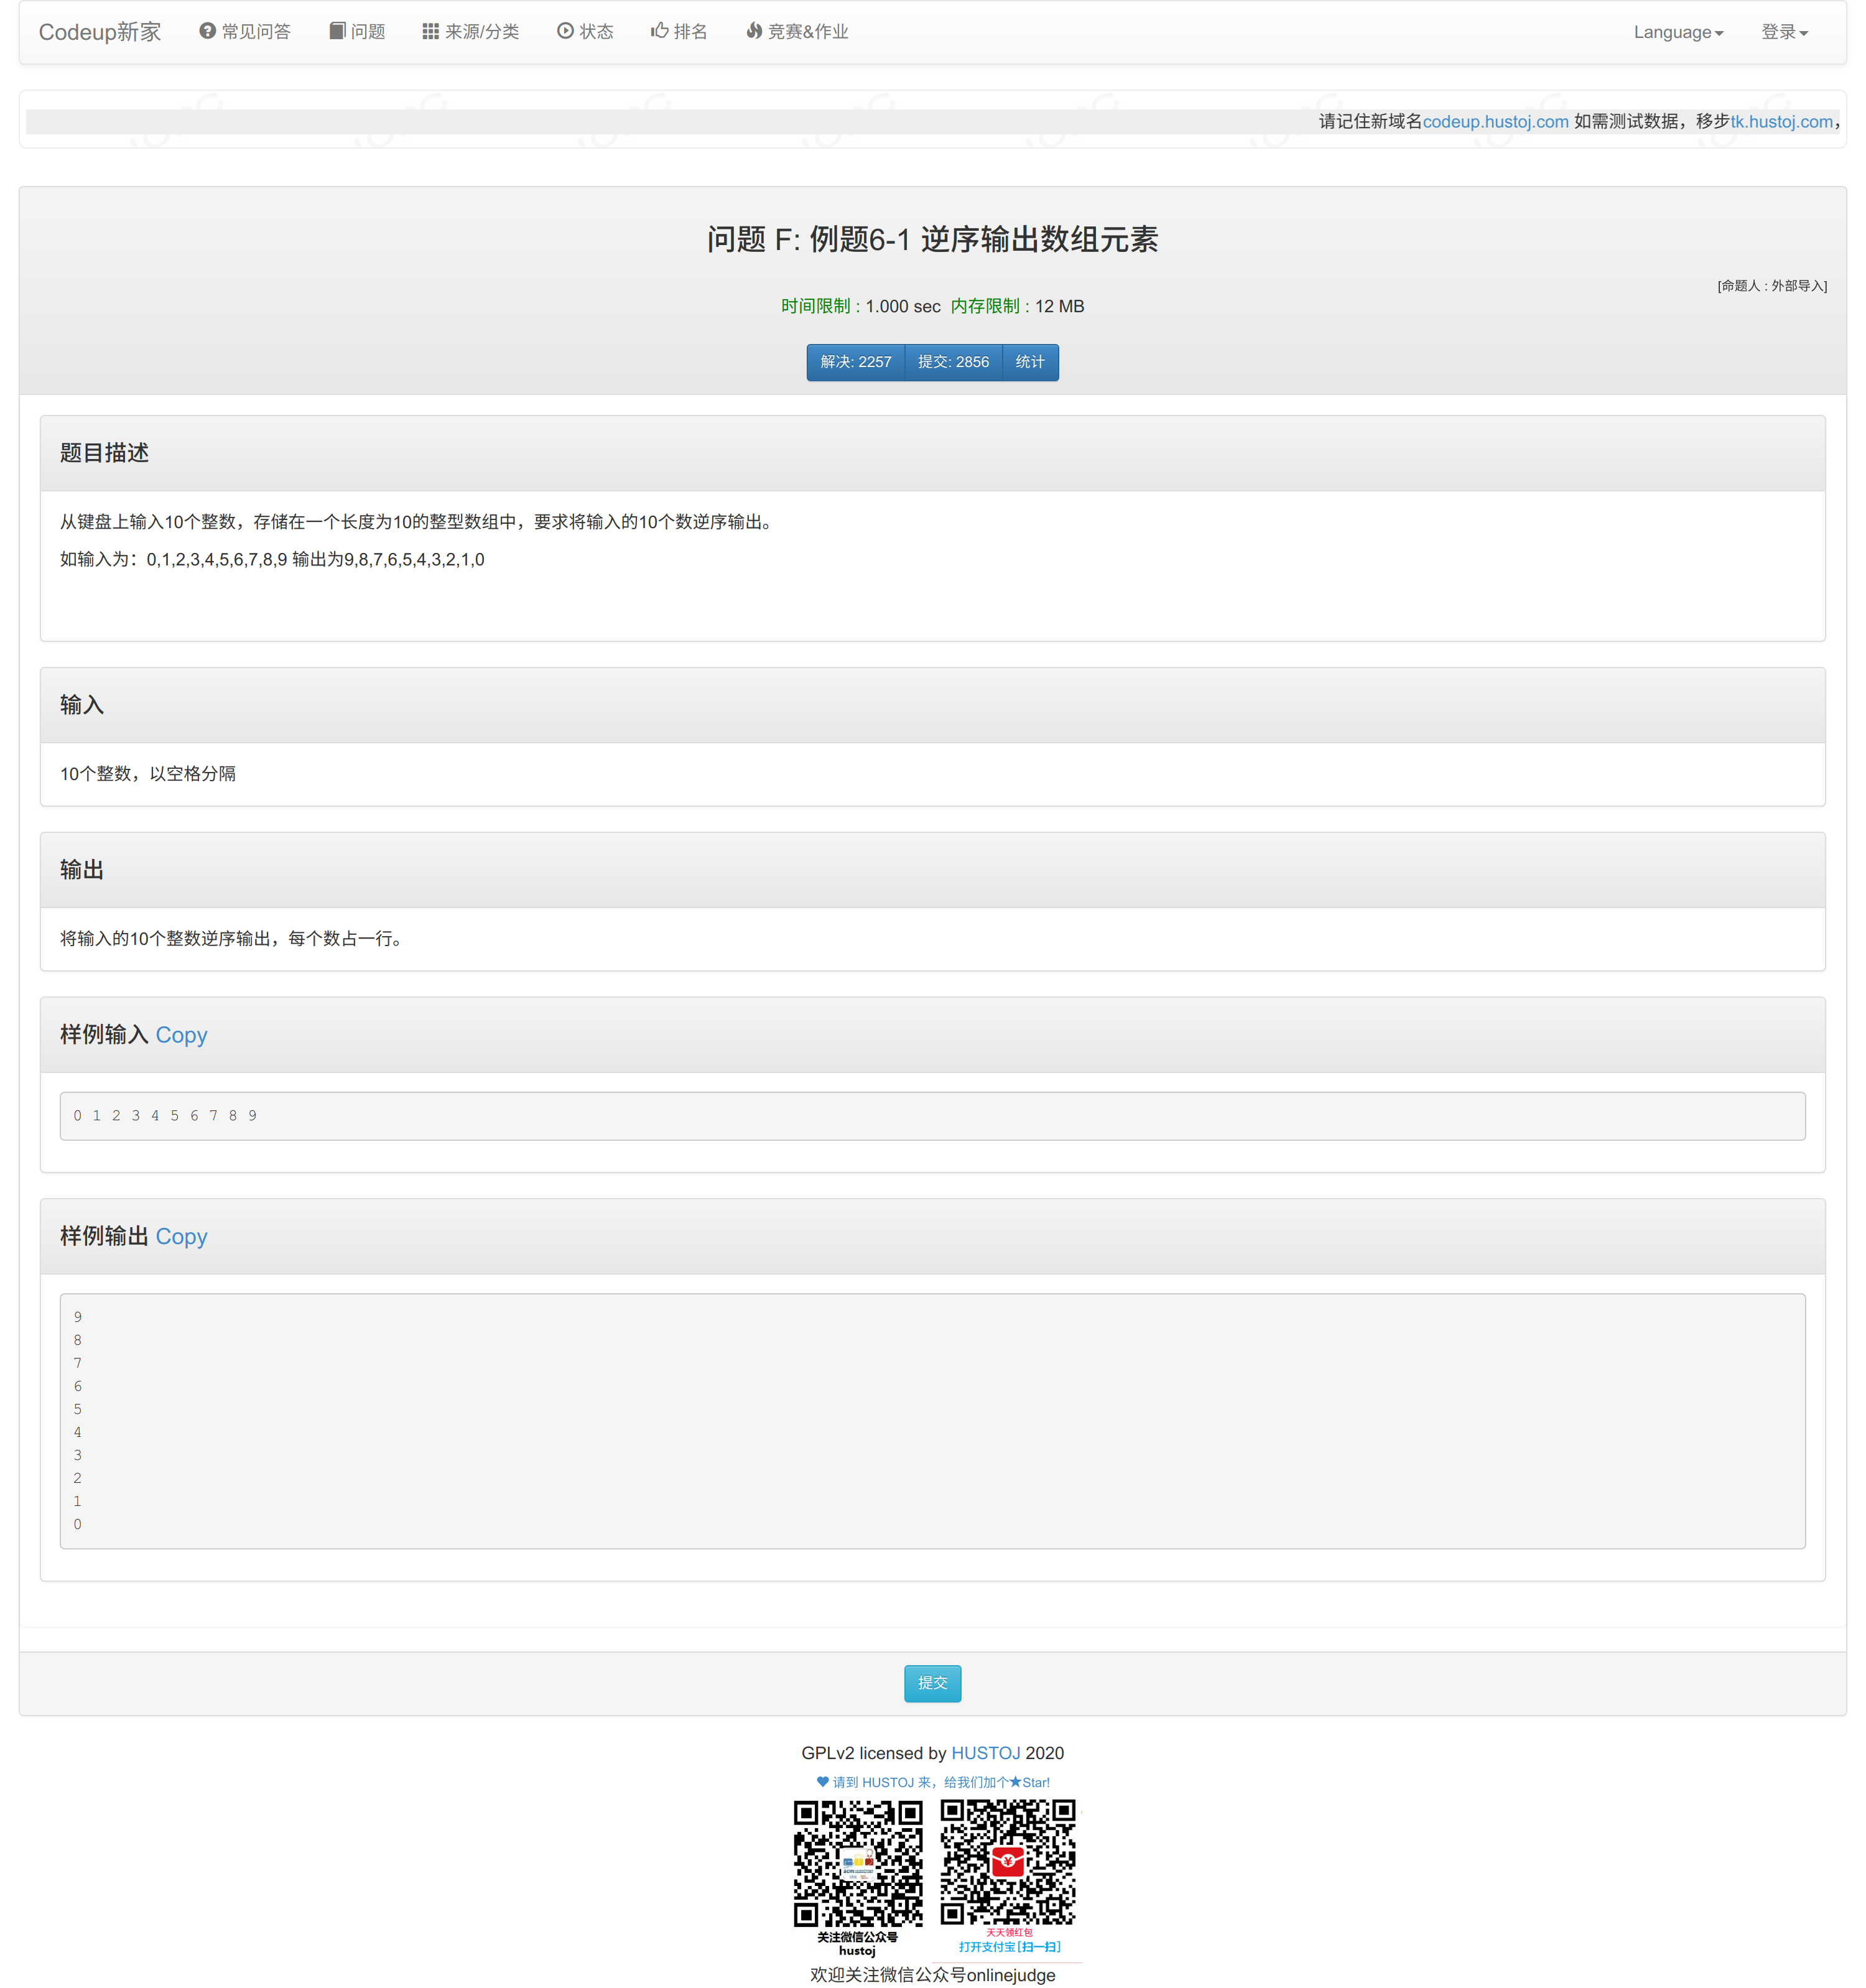 Codeup新家 常见问答 问题 来源/分类 状态 排名 竞赛&作业 Language 登录
请记住新域名codeup.hustoj.com 如需测试数据，移步tk.hustoj.com，
问题 F: 例题6-1 逆序输出数组元素
[命题人 : 外部导入]
时间限制 : 1.000 sec 内存限制 : 12 MB
解决: 2257 提交: 2856 统计
题目描述
从键盘上输入10个整数，存储在一个长度为10的整型数组中，要求将输入的10个数逆序输出。
如输入为：0,1,2,3,4,5,6,7,8,9 输出为9,8,7,6,5,4,3,2,1,0
输入
10个整数，以空格分隔
输出
将输入的10个整数逆序输出，每个数占一行。
样例输入 Copy
0 1 2 3 4 5 6 7 8 9
样例输出 Copy
9
8
7
6
5
4
3
2
1
0
提交
GPLv2 licensed by HUSTOJ 2020
请到 HUSTOJ 来，给我们加个★Star!
关注微信公众号
hustoj
天天领红包
打开支付宝[扫一扫]
欢迎关注微信公众号onlinejudge